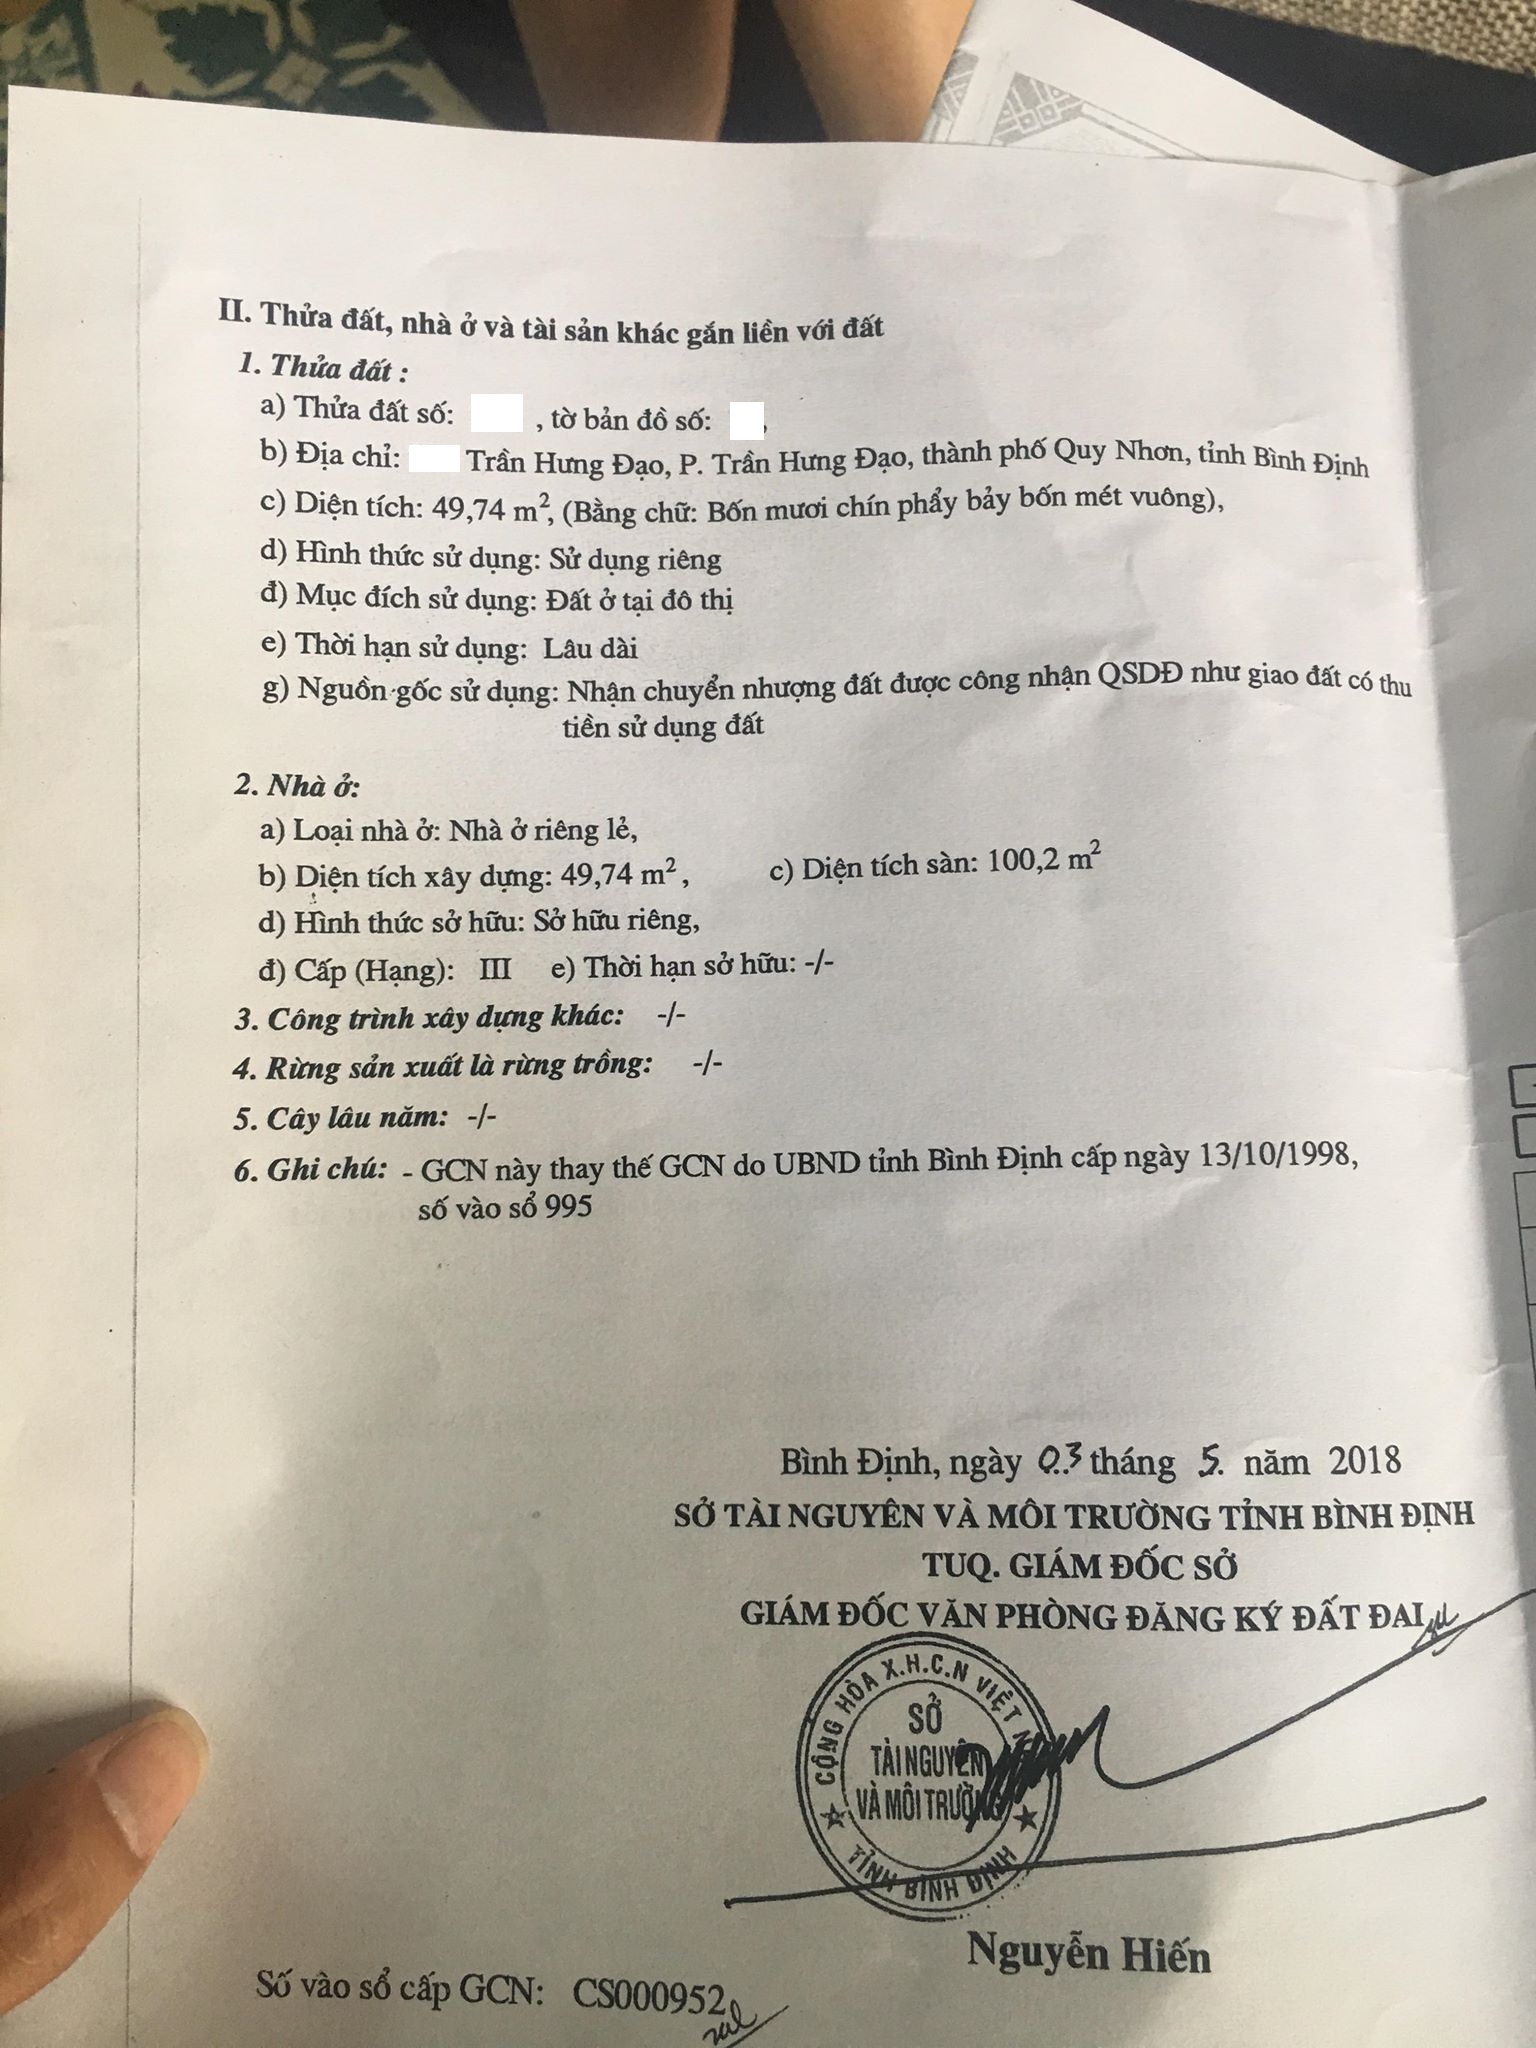 II. Thửa đất, nhà ở và tài sản khác gắn liền với đất
1. Thửa đất :
a) Thửa đất số: , tờ bản đồ số: ,
b) Địa chỉ: Trần Hưng Đạo, P. Trần Hưng Đạo, thành phố Quy Nhơn, tỉnh Bình Định
c) Diện tích: 49,74 m², (Bằng chữ: Bốn mươi chín phẩy bảy bốn mét vuông),
d) Hình thức sử dụng: Sử dụng riêng
đ) Mục đích sử dụng: Đất ở tại đô thị
e) Thời hạn sử dụng: Lâu dài
g) Nguồn gốc sử dụng: Nhận chuyển nhượng đất được công nhận QSDĐ như giao đất có thu
tiền sử dụng đất
2. Nhà ở:
a) Loại nhà ở: Nhà ở riêng lẻ,
b) Diện tích xây dựng: 49,74 m², c) Diện tích sàn: 100,2 m²
d) Hình thức sở hữu: Sở hữu riêng,
đ) Cấp (Hạng): III e) Thời hạn sở hữu: -/-
3. Công trình xây dựng khác: -/-
4. Rừng sản xuất là rừng trồng: -/-
5. Cây lâu năm: -/-
6. Ghi chú: - GCN này thay thế GCN do UBND tỉnh Bình Định cấp ngày 13/10/1998,
số vào sổ 995
Bình Định, ngày 03 tháng 5 năm 2018
SỞ TÀI NGUYÊN VÀ MÔI TRƯỜNG TỈNH BÌNH ĐỊNH
TUQ. GIÁM ĐỐC SỞ
GIÁM ĐỐC VĂN PHÒNG ĐĂNG KÝ ĐẤT ĐAI
CỘNG HÒA X.H.C.N VIỆT
SỞ
TÀI NGUYÊN
VÀ MÔI TRƯỜNG
TỈNH BÌNH ĐỊNH
Nguyễn Hiến
Số vào sổ cấp GCN: CS000952